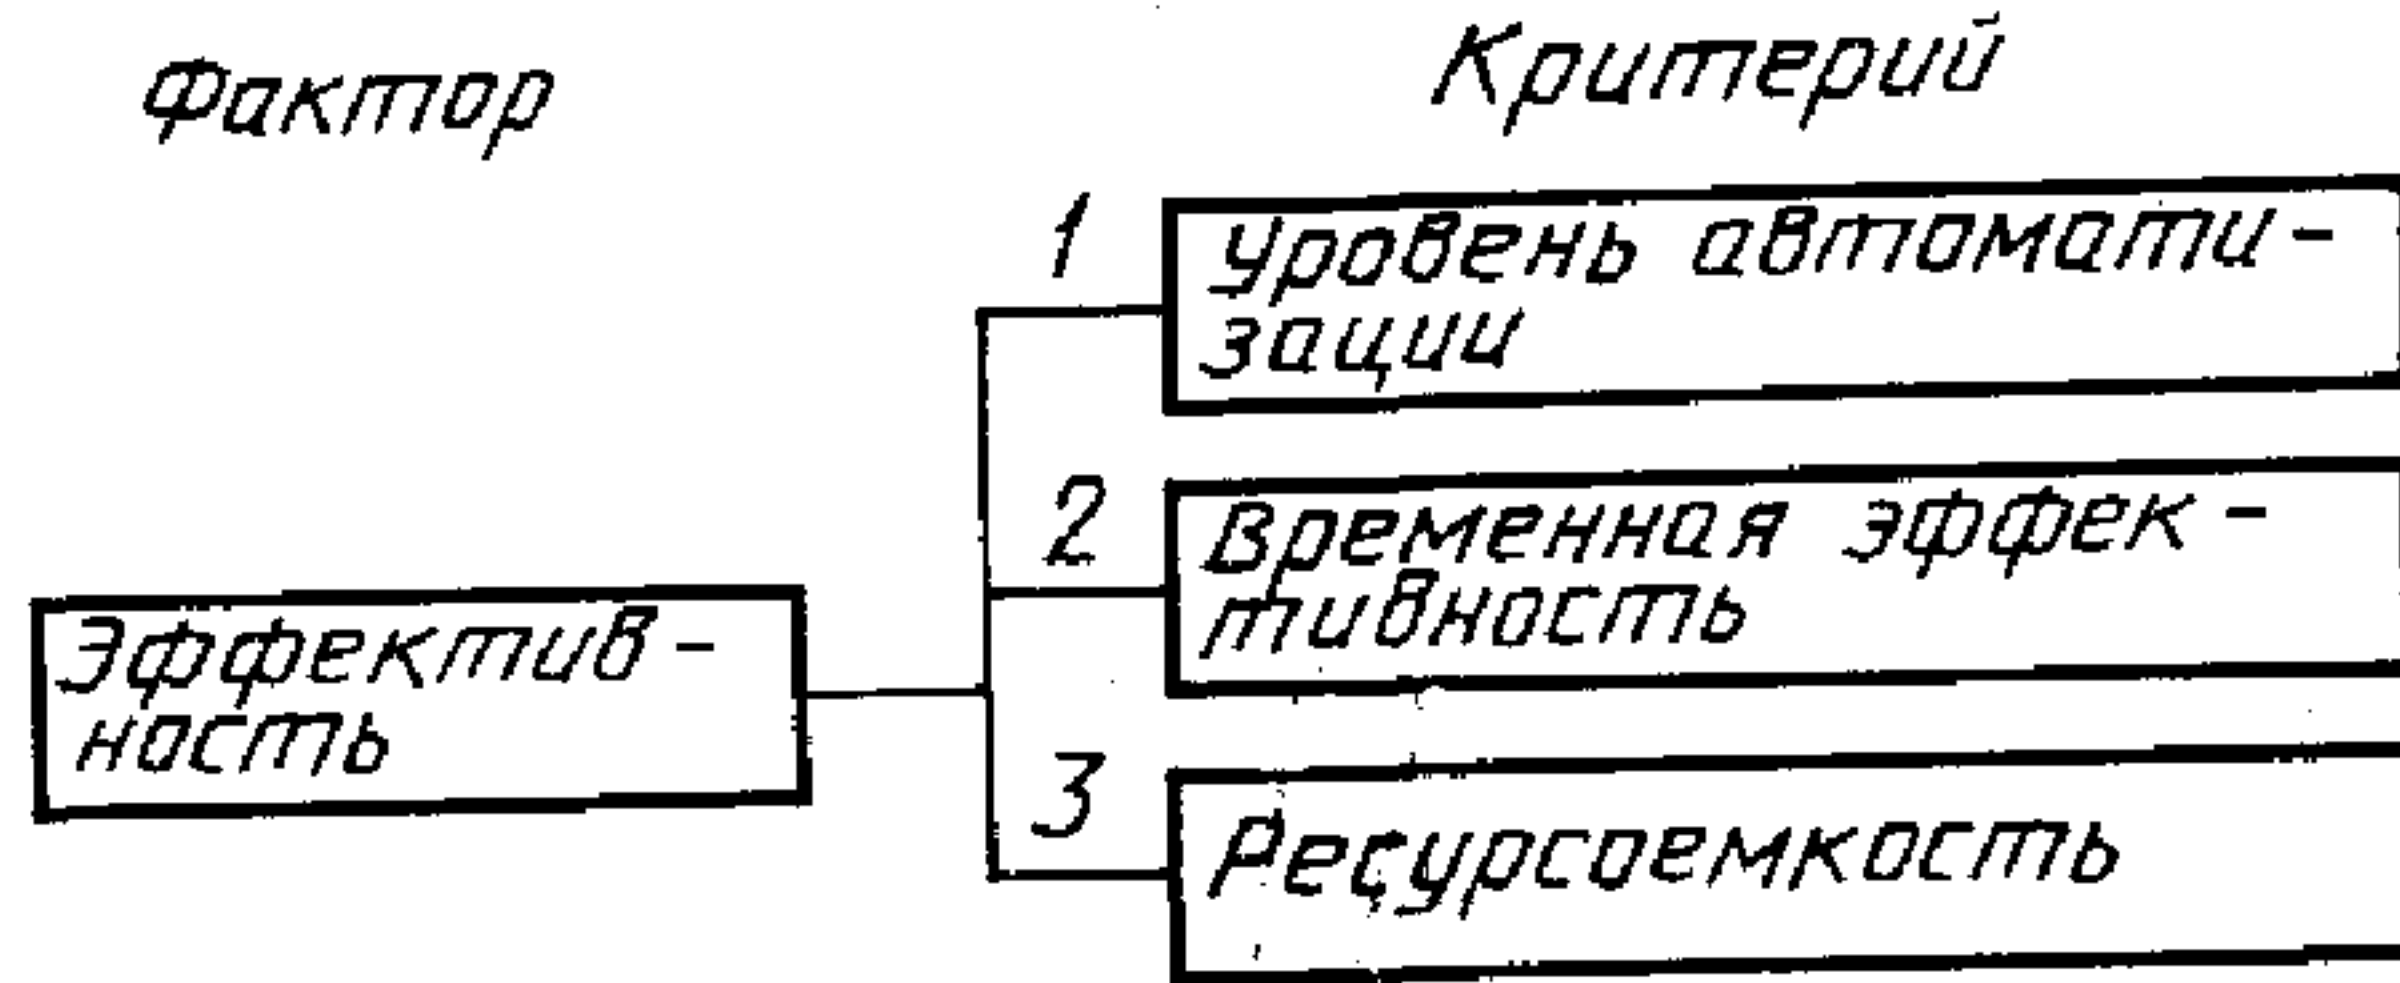 Фактор
Критерий
1
Уровень автомати-
зации
2
Временная эффек-
тивность
Эффектив-
ность
3
Ресурсоемкость